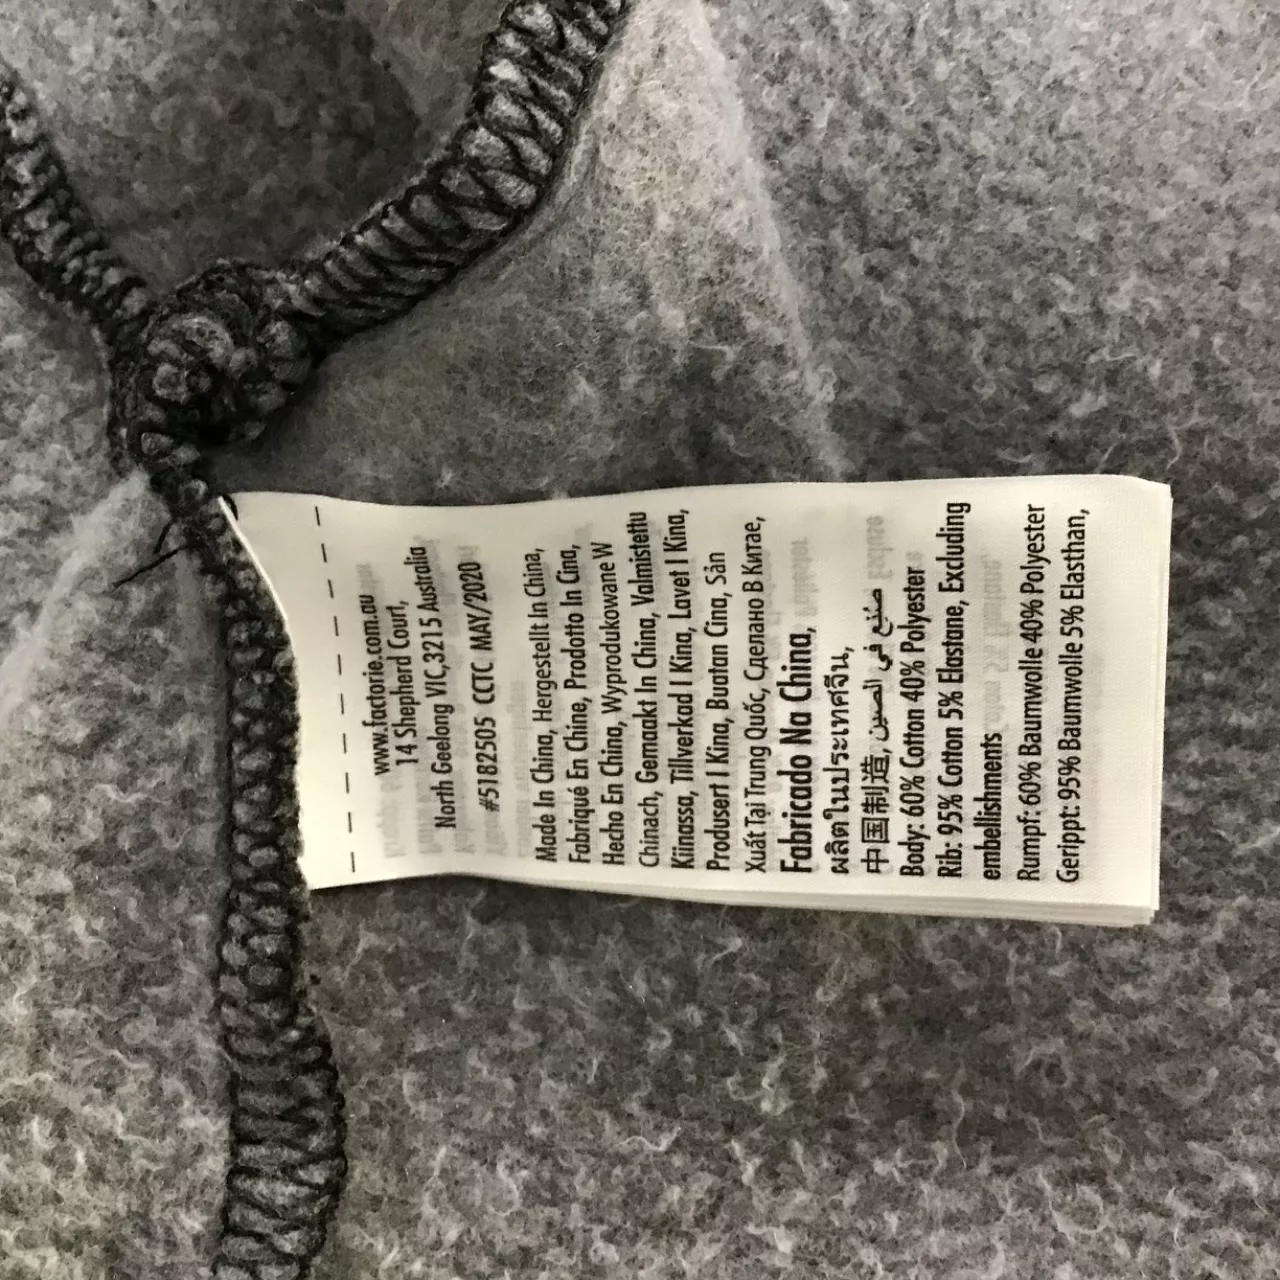 www.factorie.com.au
14 Shepherd Court,
North Geelong VIC,3215 Australia
#5182505 CCTC MAY/2020
Made In China, Hergestellt In China,
Fabriqué En Chine, Prodotto In Cina,
Hecho En China, Wyprodukowane W
Chinach, Gemaakt In China, Valmistettu
Kiinassa, Tillverkad I Kina, Lavet I Kina,
Produsert I Kina, Buatan Cina, Sản
Xuất Tại Trung Quốc, Сделано В Китае,
Fabricado Na China,
ผลิตในประเทศจีน,
中国制造, صُنع في الصين
Body: 60% Cotton 40% Polyester
Rib: 95% Cotton 5% Elastane, Excluding
embellishments
Rumpf: 60% Baumwolle 40% Polyester
Gerippt: 95% Baumwolle 5% Elasthan,